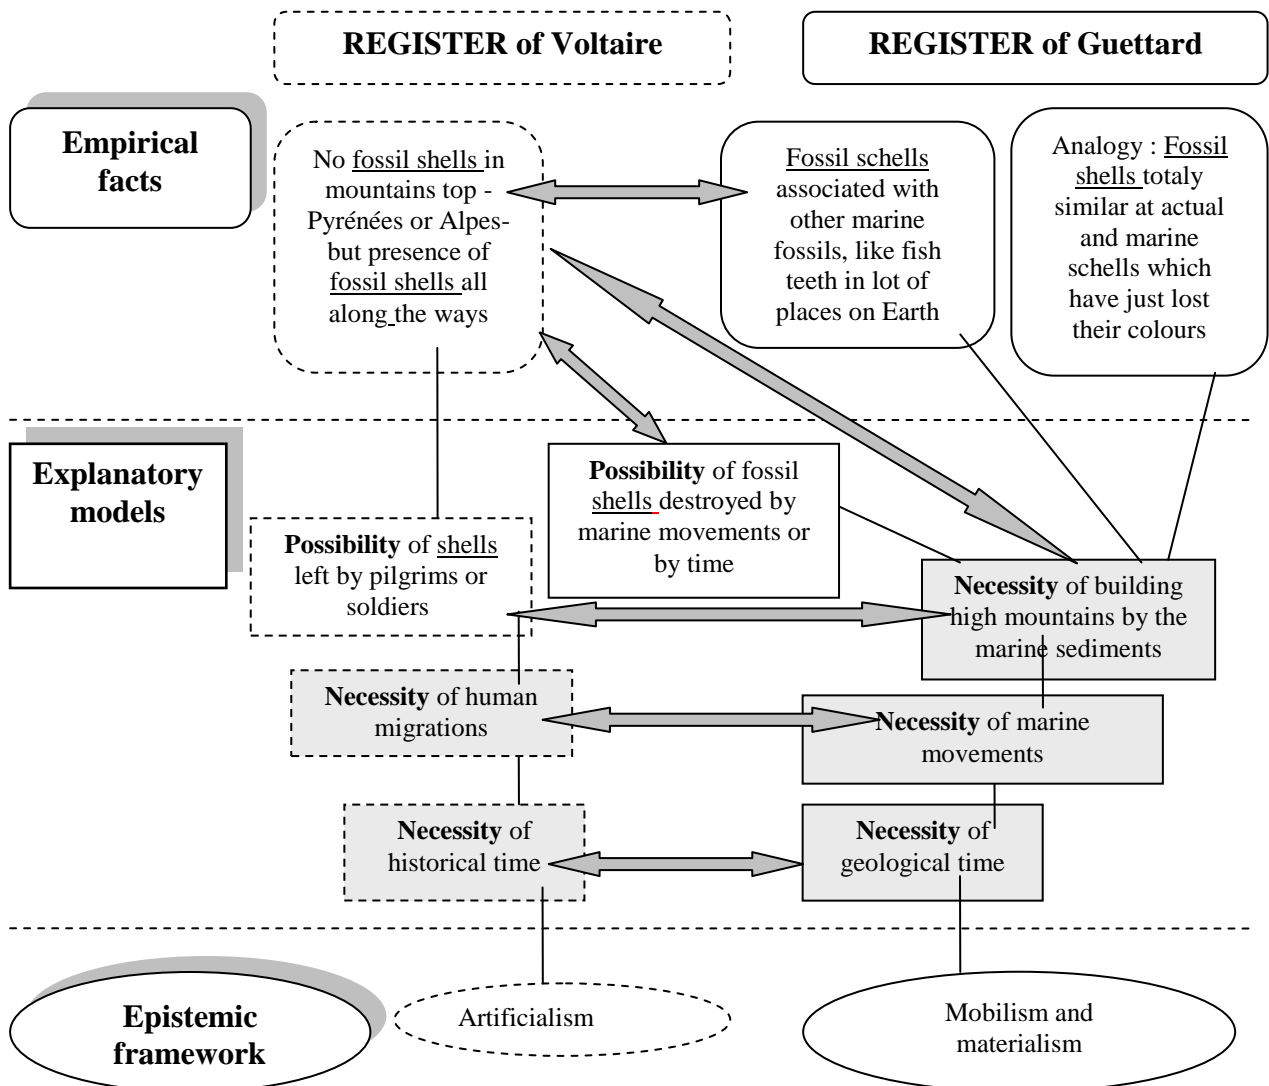 REGISTER of Voltaire
REGISTER of Guettard
Empirical
facts
No fossil shells in
mountains top -
Pyrénées or Alpes-
but presence of
fossil shells all
along the ways
Fossil schells
associated with
other marine
fossils, like fish
teeth in lot of
places on Earth
Analogy : Fossil
shells totaly
similar at actual
and marine
schells which
have just lost
their colours
Explanatory
models
Possibility of fossil
shells destroyed by
marine movements or
by time
Possibility of shells
left by pilgrims or
soldiers
Necessity of building
high mountains by the
marine sediments
Necessity of human
migrations
Necessity of marine
movements
Necessity of
historical time
Necessity of
geological time
Epistemic
framework
Artificialism
Mobilism and
materialism